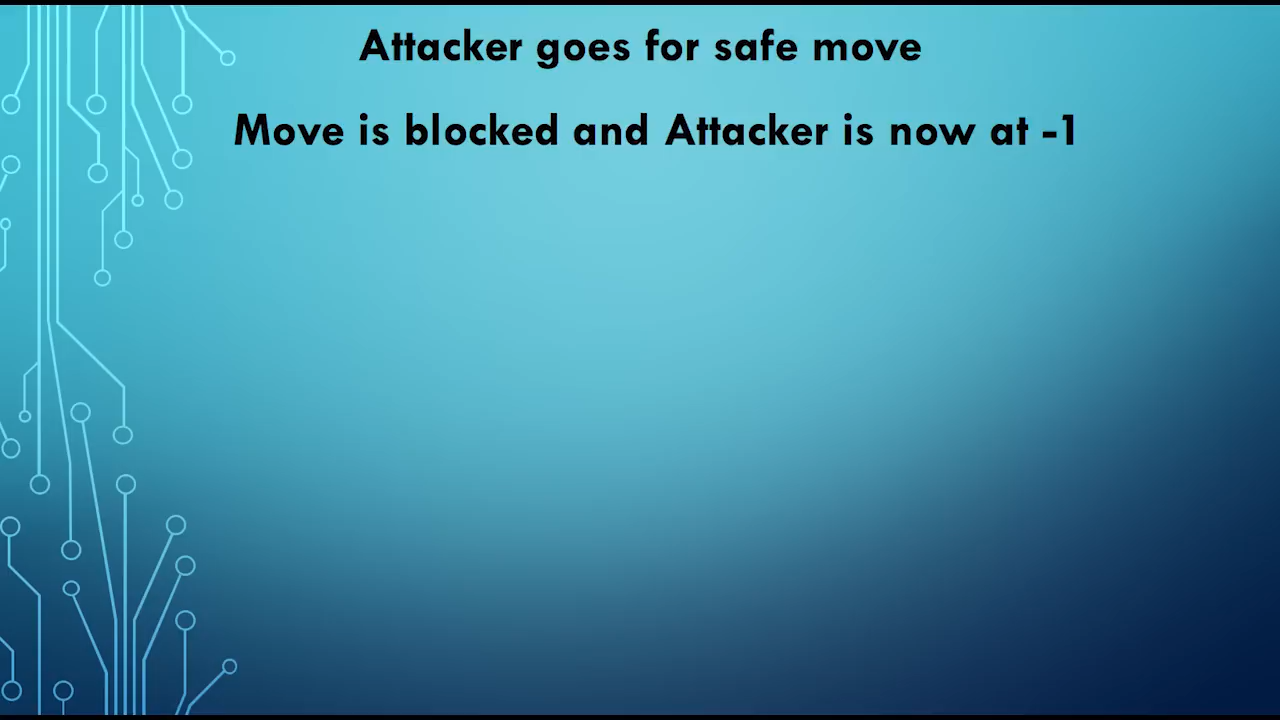 Attacker goes for safe move
Move is blocked and Attacker is now at -1